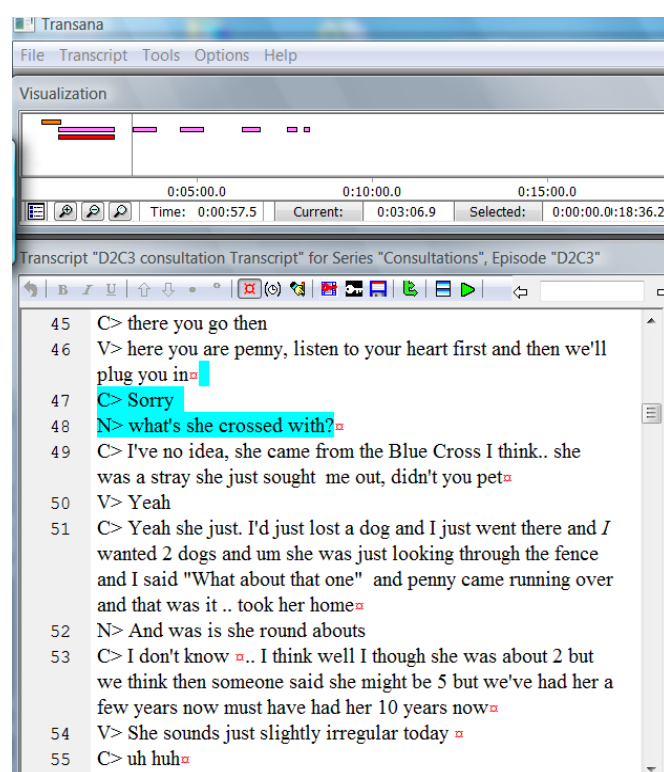 Transana
File Transcript Tools Options Help
Visualization
0:05:00.0 0:10:00.0 0:15:00.0
Time: 0:00:57.5 Current: 0:03:06.9 Selected: 0:00:00.0 0:18:36.2
Transcript "D2C3 consultation Transcript" for Series "Consultations", Episode "D2C3"
B I U
45 C> there you go then
46 V> here you are penny, listen to your heart first and then we'll
plug you in¤
47 C> Sorry
48 N> what's she crossed with?¤
49 C> I've no idea, she came from the Blue Cross I think.. she
was a stray she just sought me out, didn't you pet¤
50 V> Yeah
51 C> Yeah she just. I'd just lost a dog and I just went there and I
wanted 2 dogs and um she was just looking through the fence
and I said "What about that one" and penny came running over
and that was it .. took her home¤
52 N> And was is she round abouts
53 C> I don't know ¤.. I think well I though she was about 2 but
we think then someone said she might be 5 but we've had her a
few years now must have had her 10 years now¤
54 V> She sounds just slightly irregular today ¤
55 C> uh huh¤